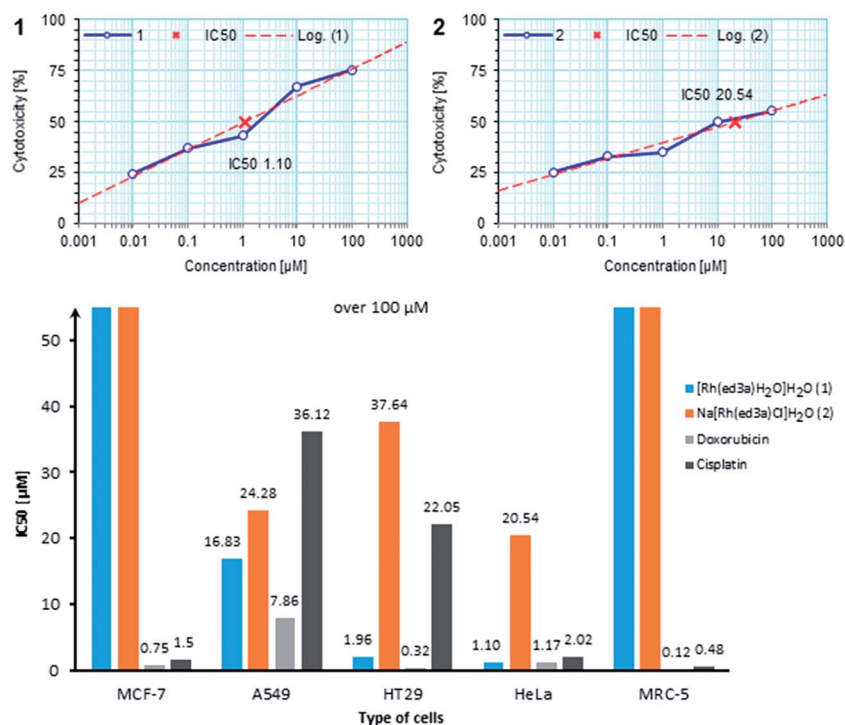 1
1 IC50 Log. (1)
Cytotoxicity [%]
100
75
50
25
0
IC50 1.10
0.001 0.01 0.1 1 10 100 1000
Concentration [µM]
2
2 IC50 Log. (2)
Cytotoxicity [%]
100
75
50
25
0
IC50 20.54
0.001 0.01 0.1 1 10 100 1000
Concentration [µM]
over 100 µM
IC50 [µM]
50
40
30
20
10
0
0.75 1.5
16.83 24.28 7.86 36.12
1.96 37.64 0.32 22.05
1.10 20.54 1.17 2.02
0.12 0.48
MCF-7 A549 HT29 HeLa MRC-5
Type of cells
[Rh(ed3a)H₂O]H₂O (1)
Na[Rh(ed3a)Cl]H₂O (2)
Doxorubicin
Cisplatin